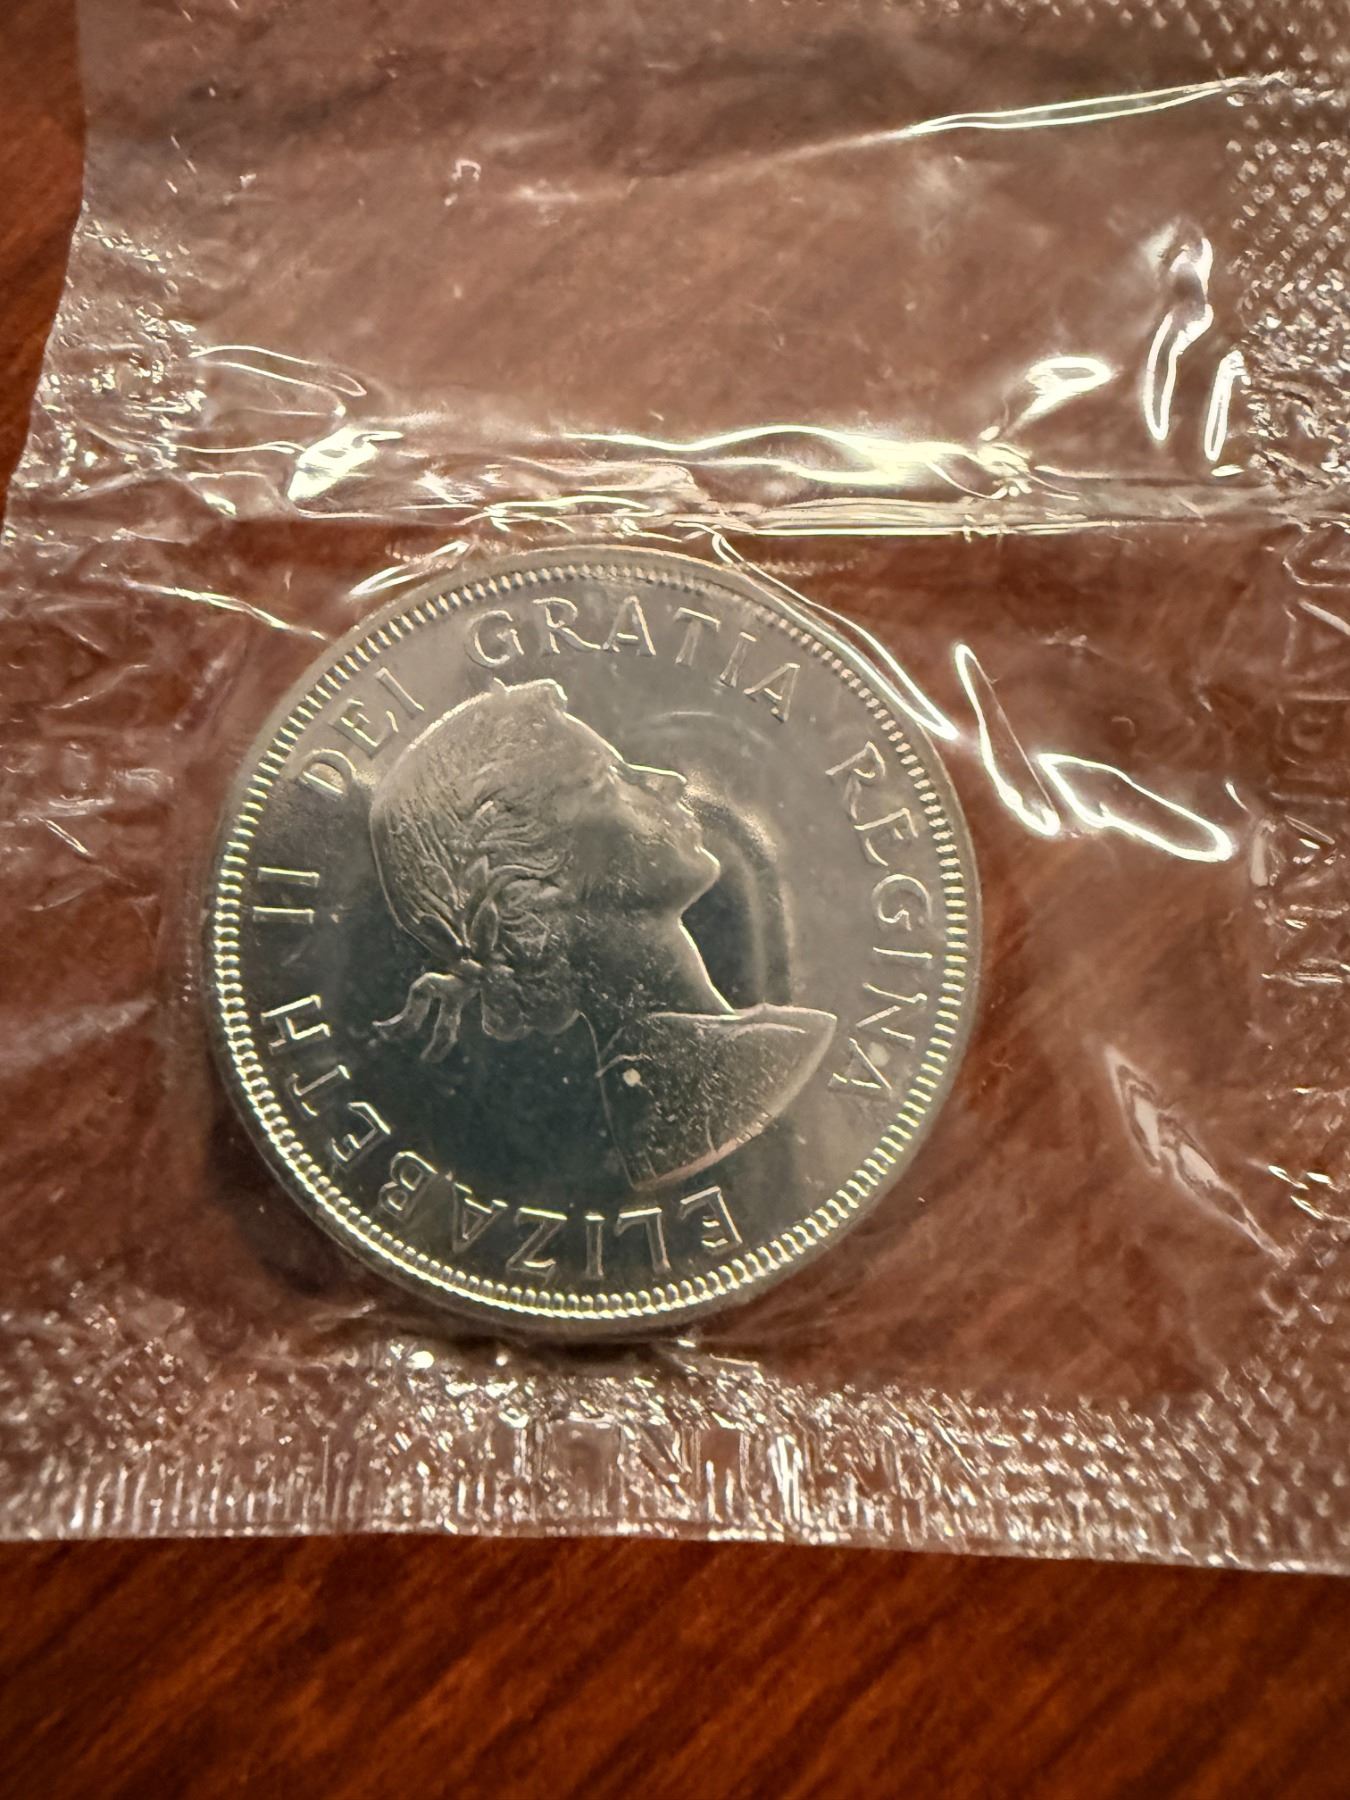 ELIZABETH II DEI GRATIA REGINA